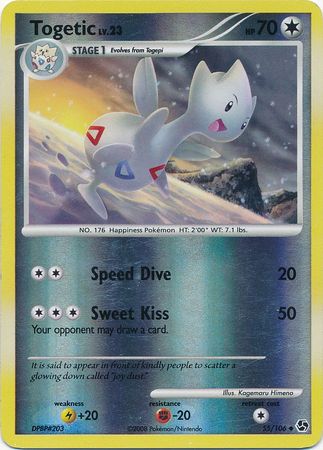 Togetic LV.23 HP 70
STAGE 1 Evolves from Togepi
NO. 176 Happiness Pokémon HT: 2'00" WT: 7.1 lbs.
Speed Dive 20
Sweet Kiss 50
Your opponent may draw a card.
It is said to appear in front of kindly people to scatter a
glowing down called "joy dust."
Illus. Kagemaru Himeno
weakness resistance retreat cost
+20 -20
DPBP#203 ©2008 Pokémon/Nintendo 55/106